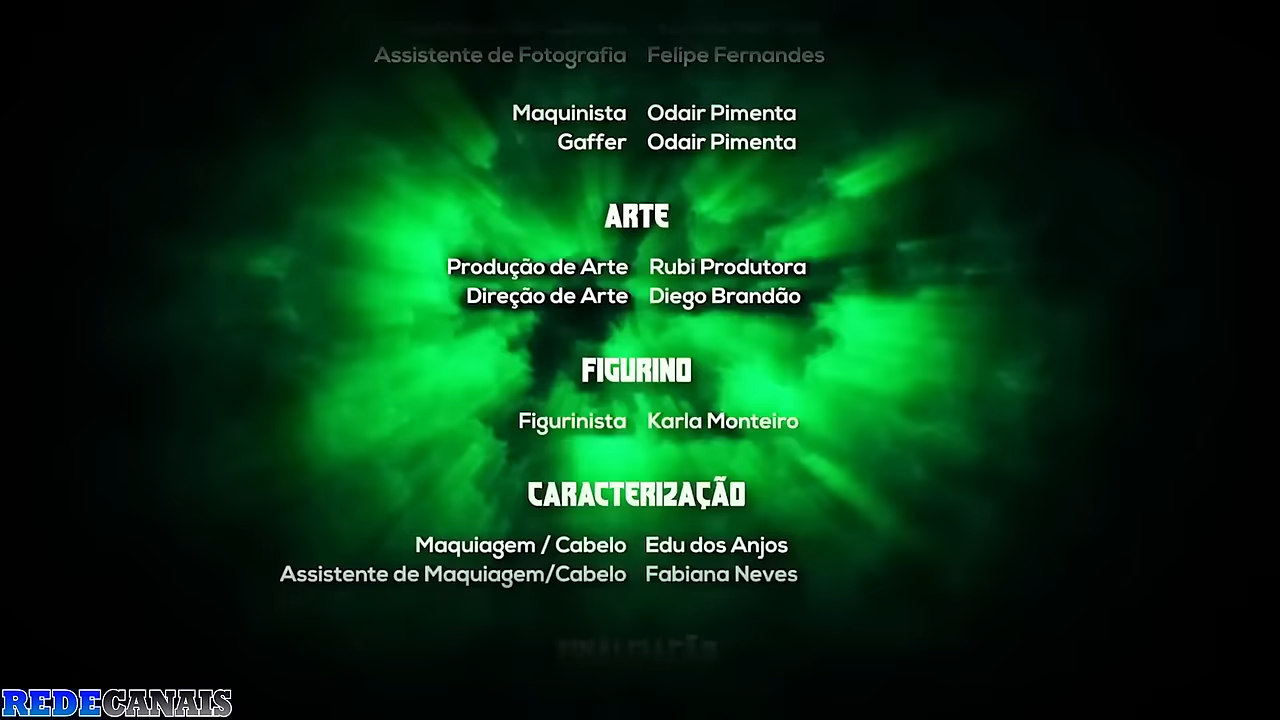 Assistente de Fotografia Felipe Fernandes
Maquinista Odair Pimenta
Gaffer Odair Pimenta
ARTE
Produção de Arte Rubi Produtora
Direção de Arte Diego Brandão
FIGURINO
Figurinista Karla Monteiro
CARACTERIZAÇÃO
Maquiagem / Cabelo Edu dos Anjos
Assistente de Maquiagem/Cabelo Fabiana Neves
FINALIZAÇÃO
REDECANAIS